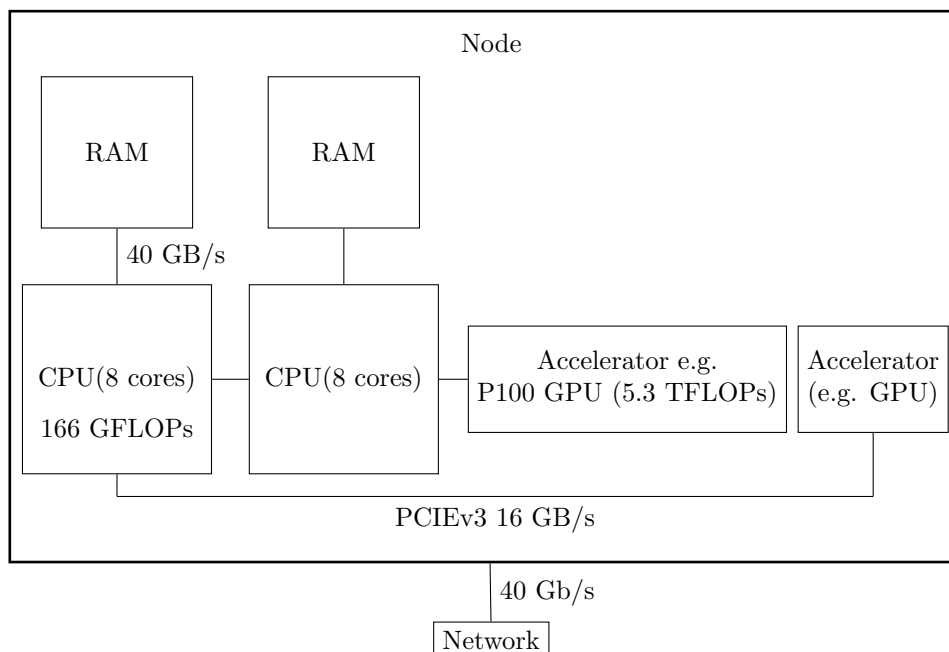 Node
RAM
RAM
40 GB/s
CPU(8 cores)
166 GFLOPs
CPU(8 cores)
Accelerator e.g.
P100 GPU (5.3 TFLOPs)
Accelerator
(e.g. GPU)
PCIEv3 16 GB/s
40 Gb/s
Network